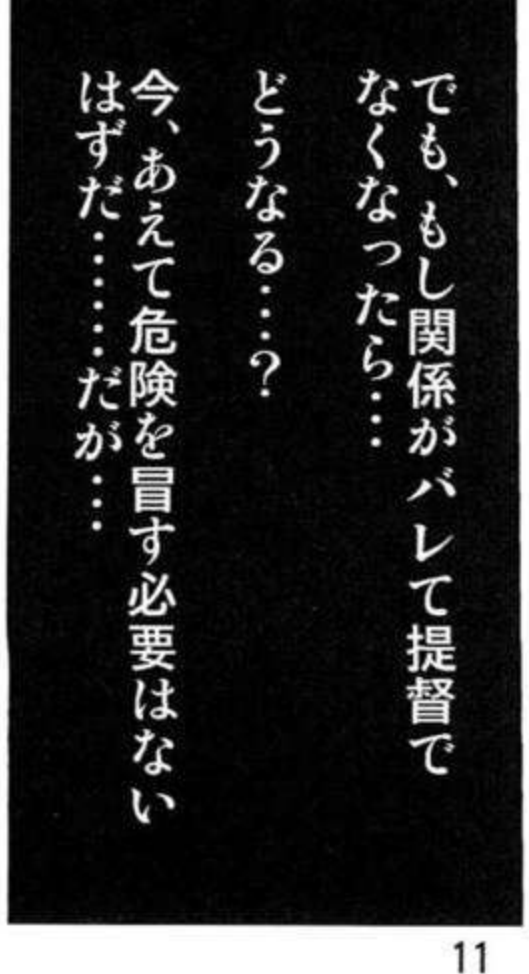 でも、もし関係がバレて提督で
なくなったら…
どうなる…?
今、あえて危険を冒す必要はない
はずだ………だが…
11